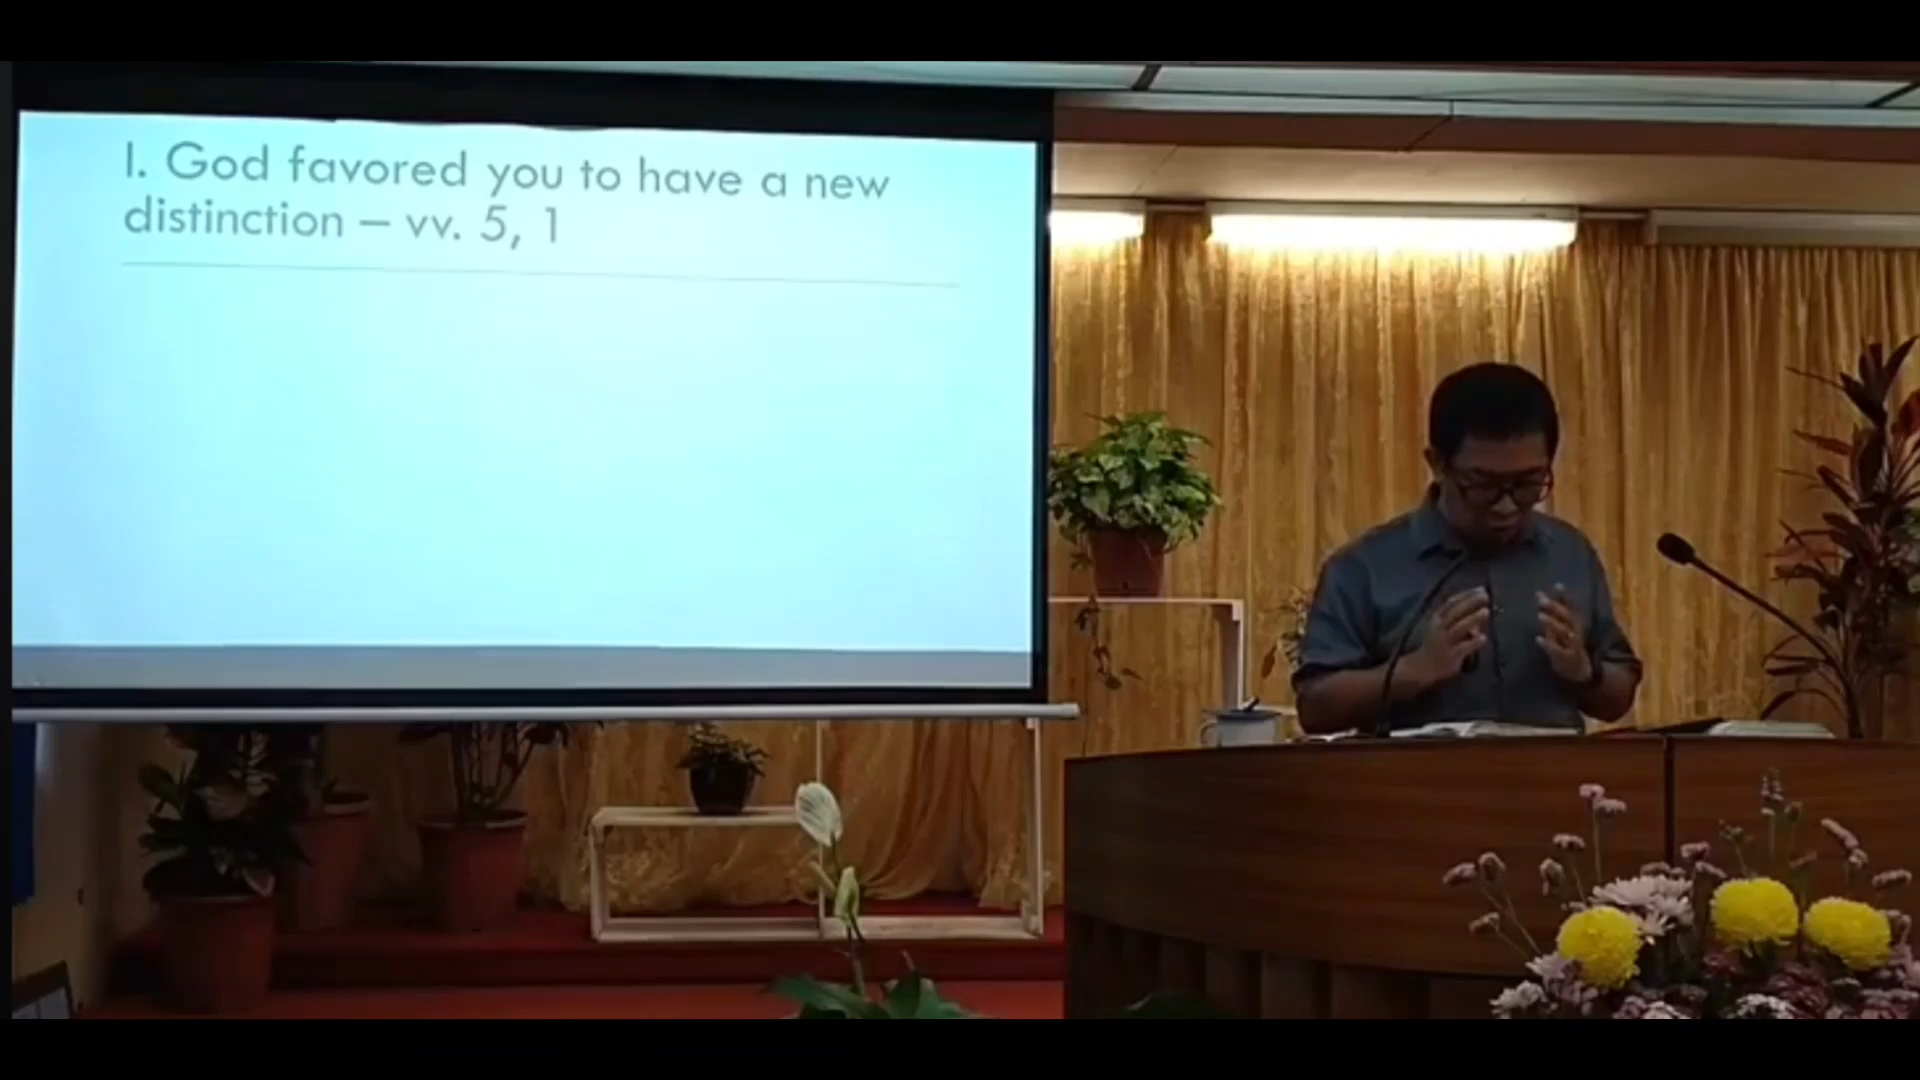 I. God favored you to have a new
distinction – vv. 5, 1